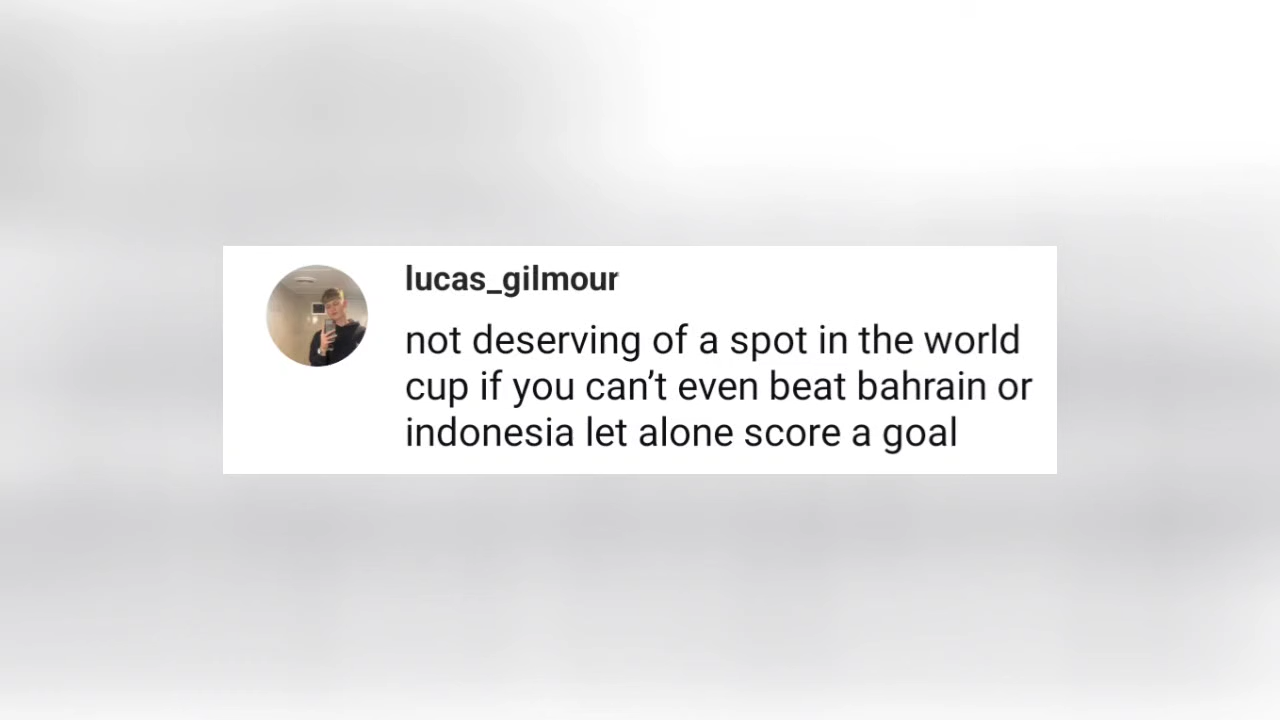 lucas_gilmour
not deserving of a spot in the world
cup if you can’t even beat bahrain or
indonesia let alone score a goal